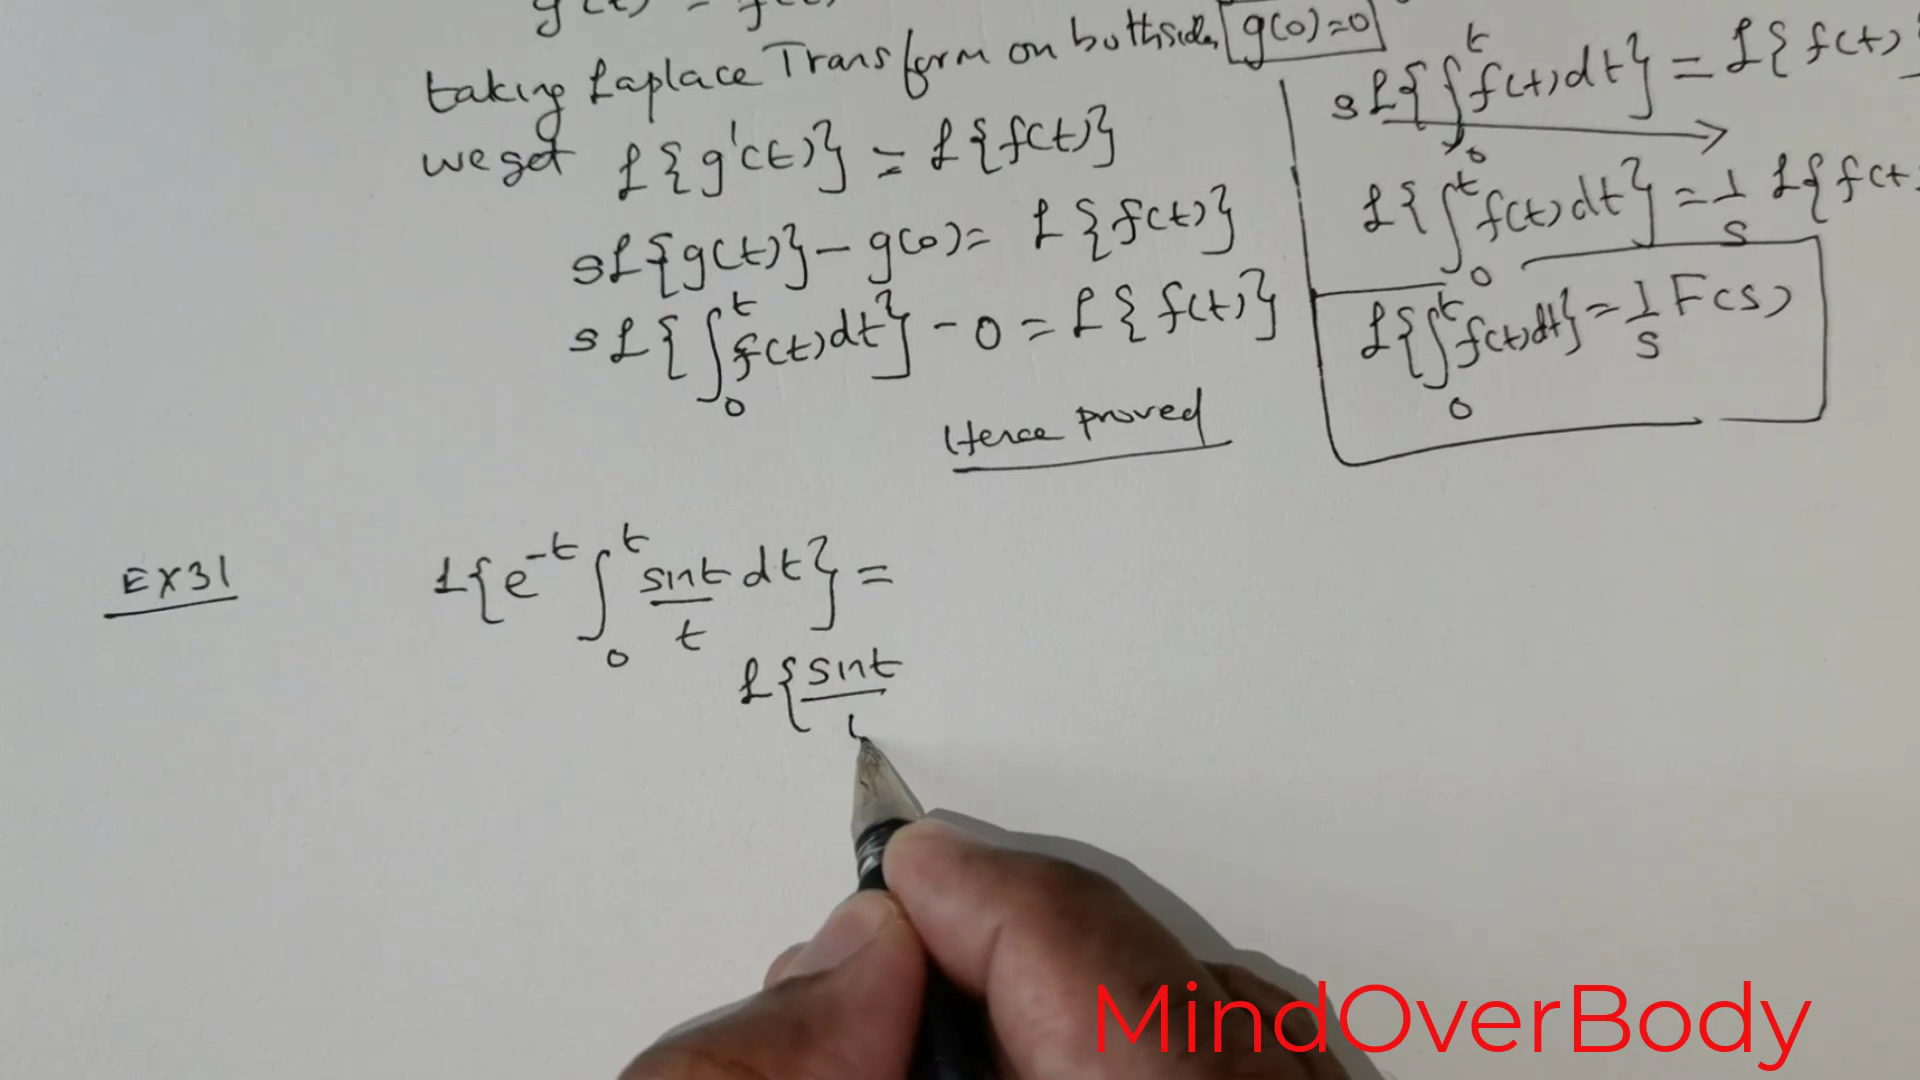 taking Laplace Transform on bothside, g(0)=0
we get £{g'(t)} = £{f(t)}
s£{g(t)} - g(0) = £{f(t)}
s£{∫₀ᵗ f(t)dt} - 0 = £{f(t)}
Hence proved
s£{∫₀ᵗ f(t)dt} = £{f(t)
£{∫₀ᵗ f(t)dt} = 1/s £{f(t
£{∫₀ᵗ f(t)dt} = 1/s F(s)
EX31 £{e^-t ∫₀ᵗ sint/t dt} =
£{sint
MindOverBody